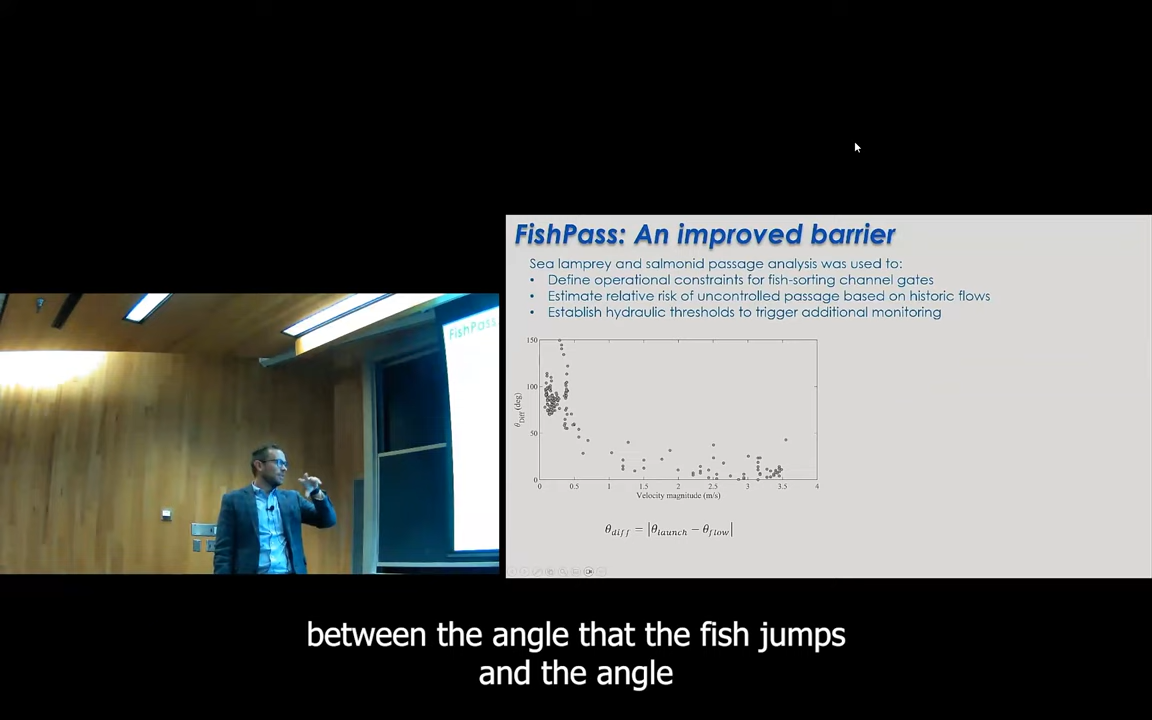 FishPass: An improved barrier
Sea lamprey and salmonid passage analysis was used to:
• Define operational constraints for fish-sorting channel gates
• Estimate relative risk of uncontrolled passage based on historic flows
• Establish hydraulic thresholds to trigger additional monitoring
FishPass
150
100
50
0
θDiff (deg)
0 0.5 1 1.5 2 2.5 3 3.5 4
Velocity magnitude (m/s)
θdiff = |θlaunch − θflow|
between the angle that the fish jumps
and the angle